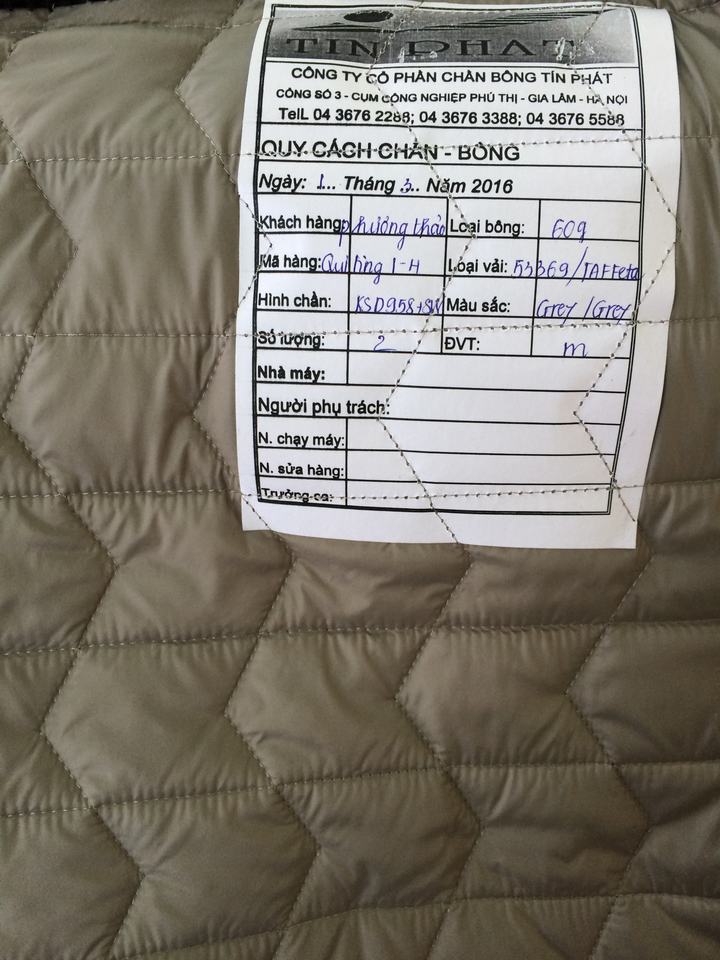 TIN PHAT
CÔNG TY CỔ PHẦN CHẦN BÔNG TÍN PHÁT
CÔNG SỐ 3 - CỤM CÔNG NGHIỆP PHÚ THỊ - GIA LÂM - HÀ NỘI
TelL 04 3676 2288; 04 3676 3388; 04 3676 5588
QUY CÁCH CHẦN - BÔNG
Ngày: 1... Tháng 3.. Năm 2016
Khách hàng: phương thảo Loại bông: 60g
Mã hàng: Quilting 1-H Loại vải: 53369/TAFFeta
Hình chần: KSD958+SW Màu sắc: Grey/Grey
Số lượng: 2 ĐVT: m
Nhà máy:
Người phụ trách:
N. chạy máy:
N. sửa hàng:
Trưởng ca: